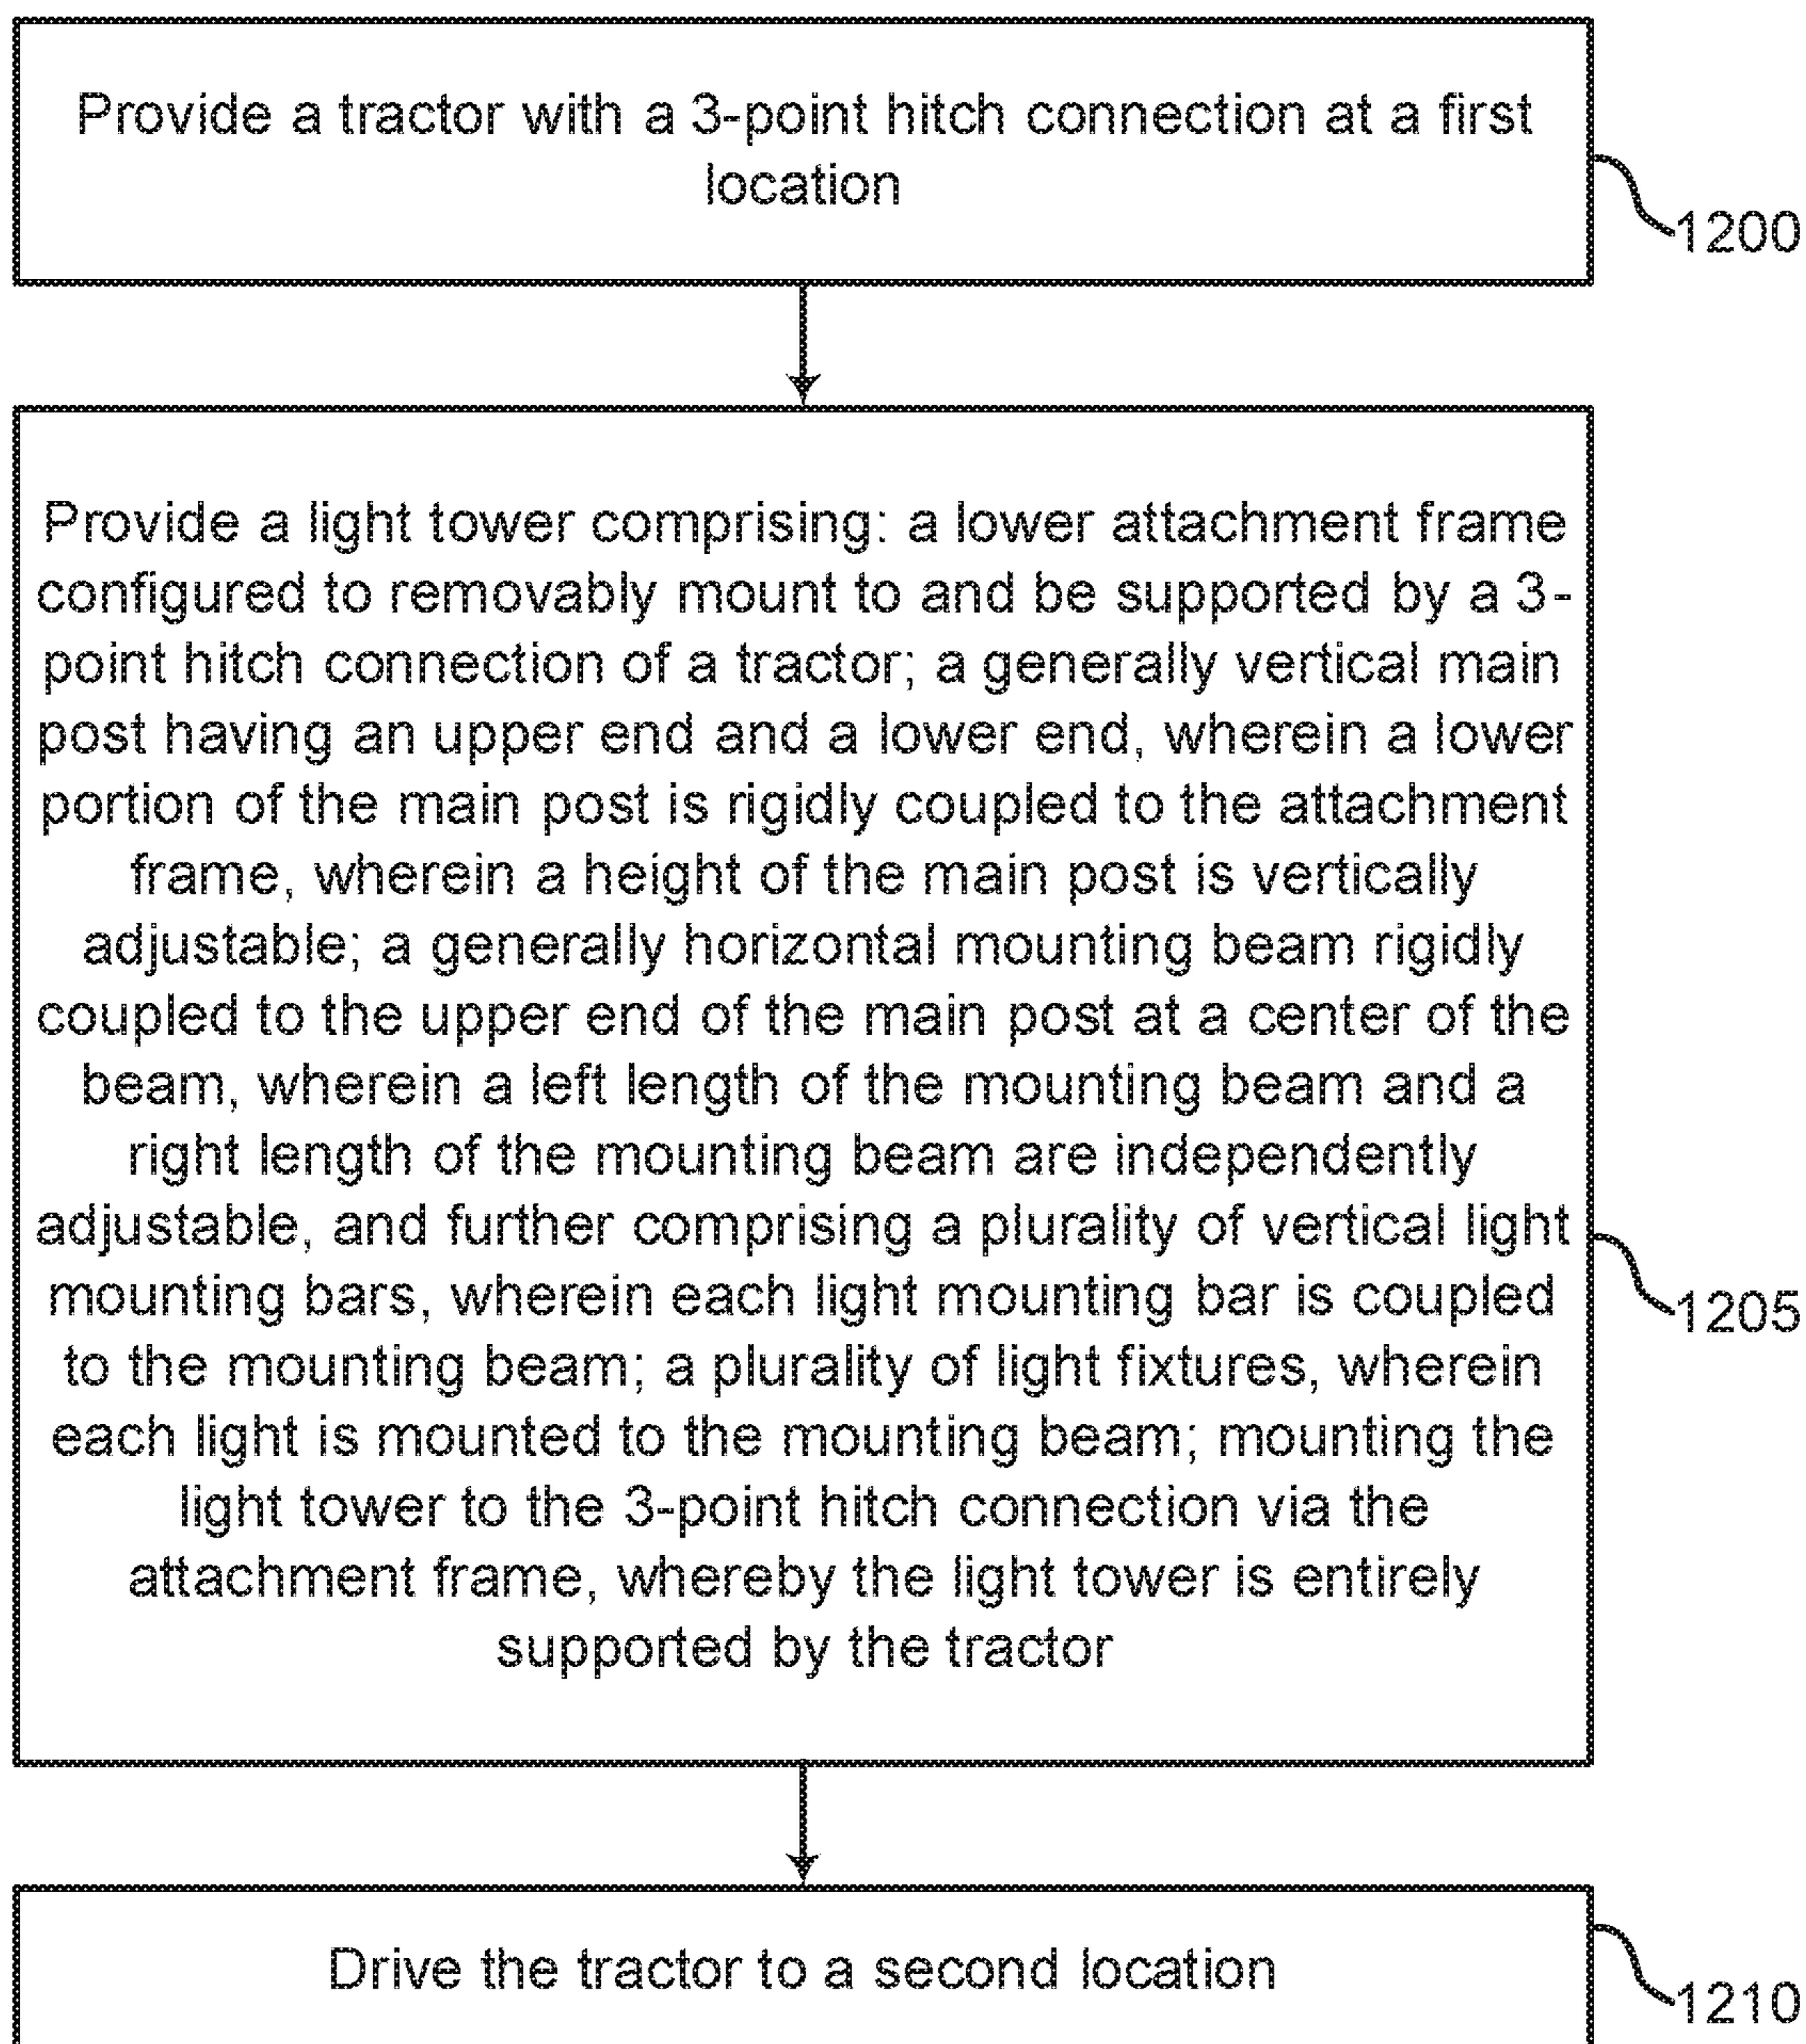 Provide a tractor with a 3-point hitch connection at a first
location
1200
Provide a light tower comprising: a lower attachment frame
configured to removably mount to and be supported by a 3-
point hitch connection of a tractor; a generally vertical main
post having an upper end and a lower end, wherein a lower
portion of the main post is rigidly coupled to the attachment
frame, wherein a height of the main post is vertically
adjustable; a generally horizontal mounting beam rigidly
coupled to the upper end of the main post at a center of the
beam, wherein a left length of the mounting beam and a
right length of the mounting beam are independently
adjustable, and further comprising a plurality of vertical light
mounting bars, wherein each light mounting bar is coupled
to the mounting beam; a plurality of light fixtures, wherein
each light is mounted to the mounting beam; mounting the
light tower to the 3-point hitch connection via the
attachment frame, whereby the light tower is entirely
supported by the tractor
1205
Drive the tractor to a second location
1210